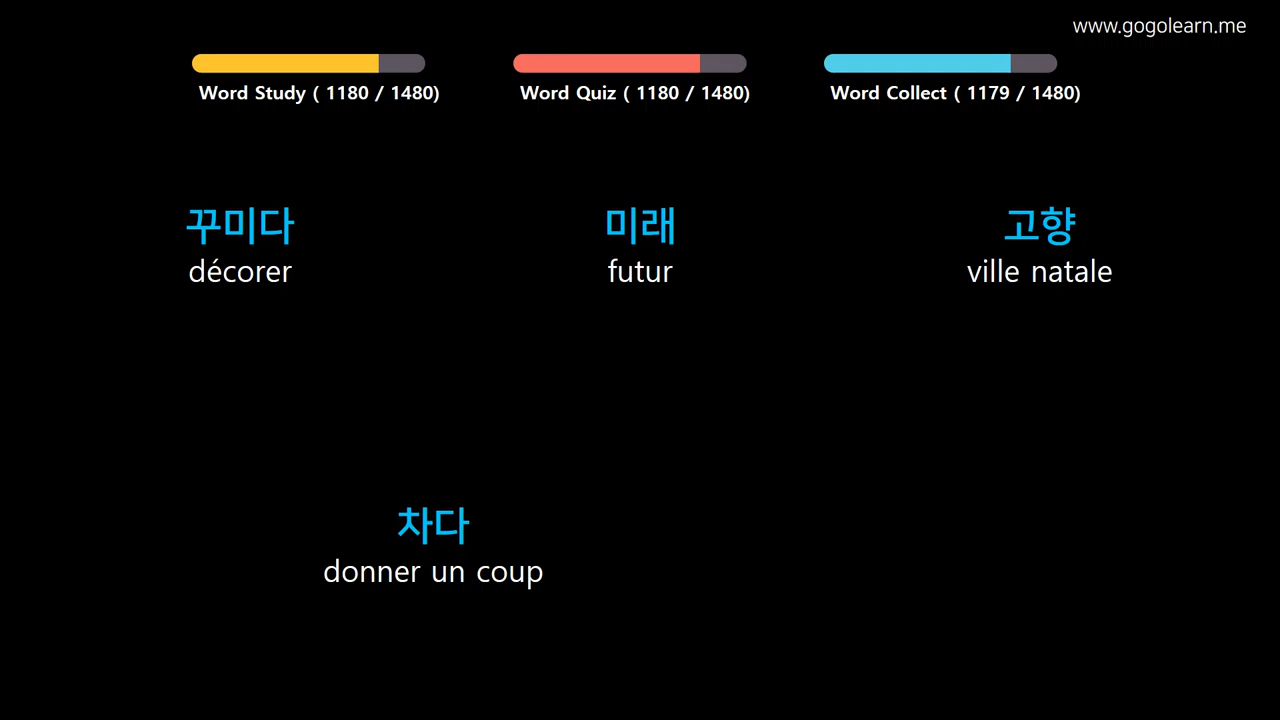 www.gogolearn.me
Word Study ( 1180 / 1480)
Word Quiz ( 1180 / 1480)
Word Collect ( 1179 / 1480)
꾸미다
décorer
미래
futur
고향
ville natale
차다
donner un coup